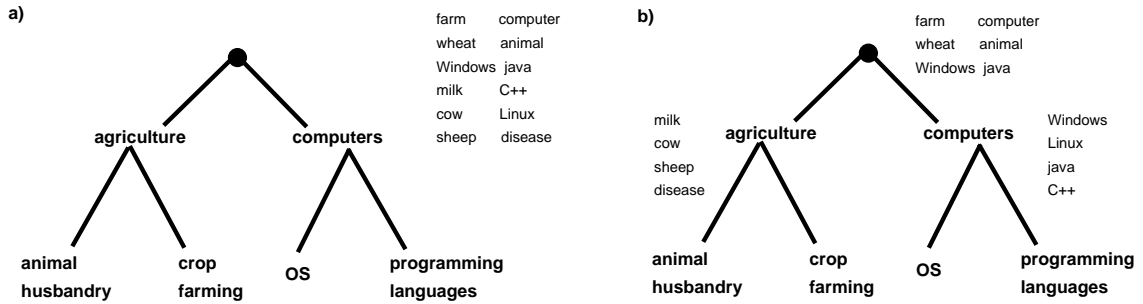 a)
farm computer
wheat animal
Windows java
milk C++
cow Linux
sheep disease
agriculture computers
animal husbandry
crop farming
OS
programming languages
b)
farm computer
wheat animal
Windows java
milk
cow
sheep
disease
agriculture computers
Windows
Linux
java
C++
animal husbandry
crop farming
OS
programming languages